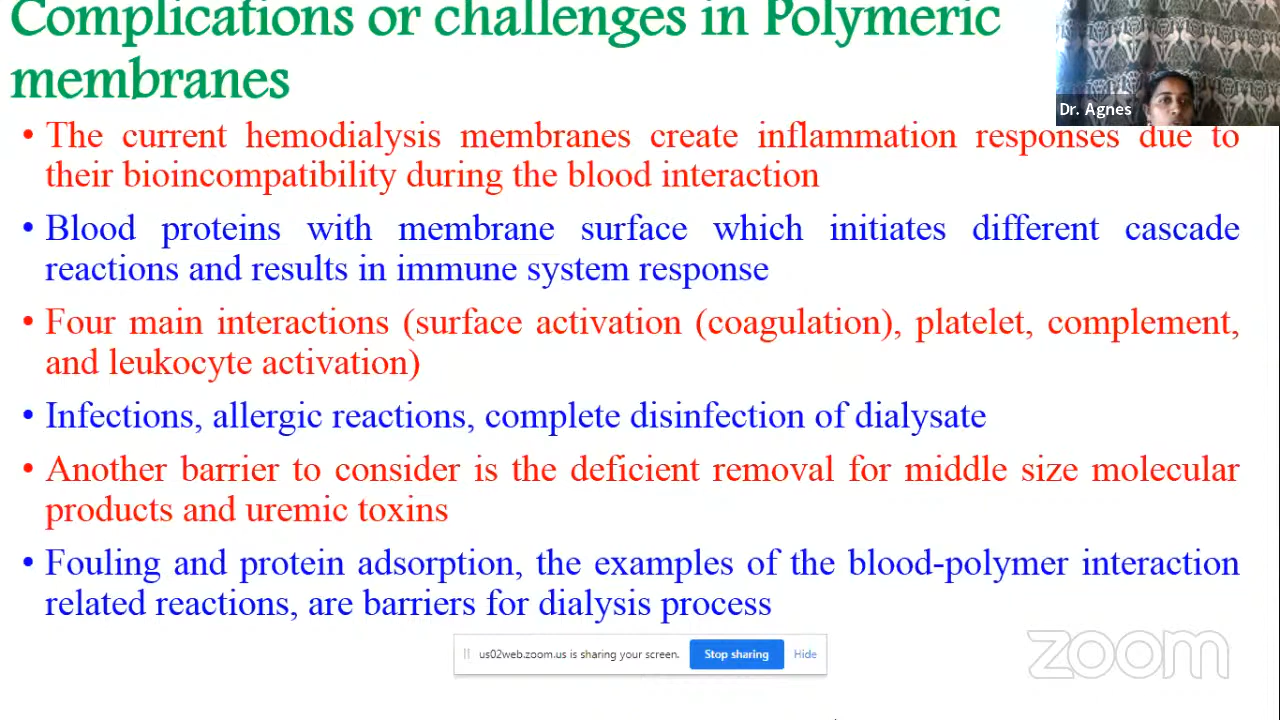 Complications or challenges in Polymeric
membranes
Dr. Agnes
• The current hemodialysis membranes create inflammation responses due to
their bioincompatibility during the blood interaction
• Blood proteins with membrane surface which initiates different cascade
reactions and results in immune system response
• Four main interactions (surface activation (coagulation), platelet, complement,
and leukocyte activation)
• Infections, allergic reactions, complete disinfection of dialysate
• Another barrier to consider is the deficient removal for middle size molecular
products and uremic toxins
• Fouling and protein adsorption, the examples of the blood-polymer interaction
related reactions, are barriers for dialysis process
us02web.zoom.us is sharing your screen. Stop sharing Hide
zoom